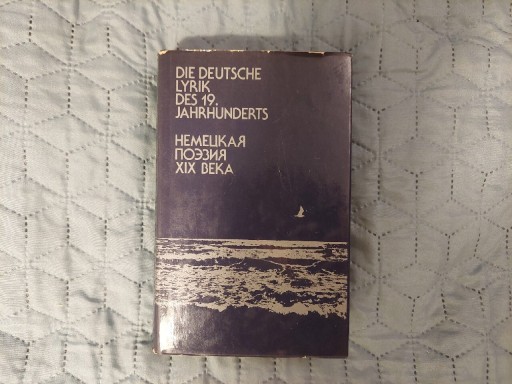 DIE DEUTSCHE
LYRIK
DES 19.
JAHRHUNDERTS
НЕМЕЦКАЯ
ПОЭЗИЯ
XIX ВЕКА